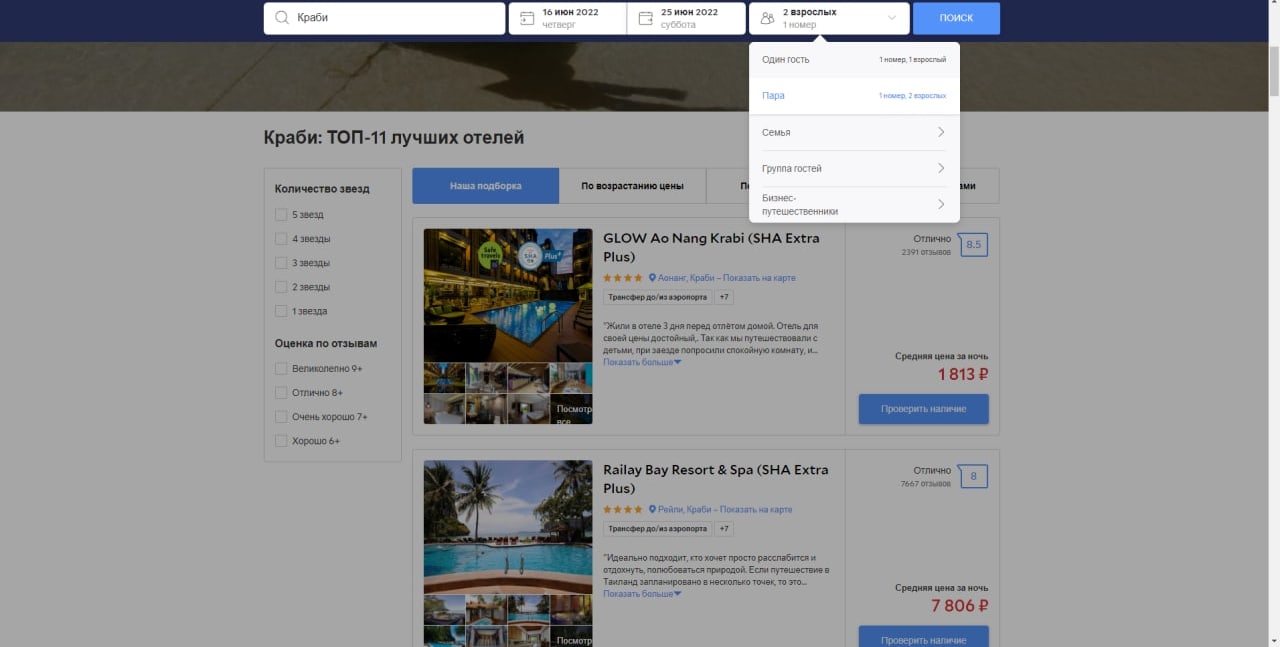 Краби
16 июн 2022
четверг
25 июн 2022
суббота
2 взрослых
1 номер
ПОИСК
Один гость
1 номер, 1 взрослый
Пара
1 номер, 2 взрослых
Семья
Группа гостей
Бизнес-
путешественники
Краби: ТОП-11 лучших отелей
Количество звезд
5 звезд
4 звезды
3 звезды
2 звезды
1 звезда
Оценка по отзывам
Великолепно 9+
Отлично 8+
Очень хорошо 7+
Хорошо 6+
Наша подборка
По возрастанию цены
GLOW Ao Nang Krabi (SHA Extra
Plus)
Аонанг, Краби – Показать на карте
Трансфер до/из аэропорта +7
"Жили в отеле 3 дня перед отлётом домой. Отель для
своей цены достойный,. Так как мы путешествовали с
детьми, при заезде попросили спокойную комнату, и...
Показать больше
Safe
travels
SHA
Plus+
Посмотр
все
Отлично
2391 отзывов
8.5
Средняя цена за ночь
1 813 ₽
Проверить наличие
Railay Bay Resort & Spa (SHA Extra
Plus)
Рейли, Краби – Показать на карте
Трансфер до/из аэропорта +7
"Идеально подходит, кто хочет просто расслабится и
отдохнуть, полюбоваться природой. Если путешествие в
Таиланд запланировано в несколько точек, то это...
Показать больше
Посмотр
Отлично
7667 отзывов
8
Средняя цена за ночь
7 806 ₽
Проверить наличие